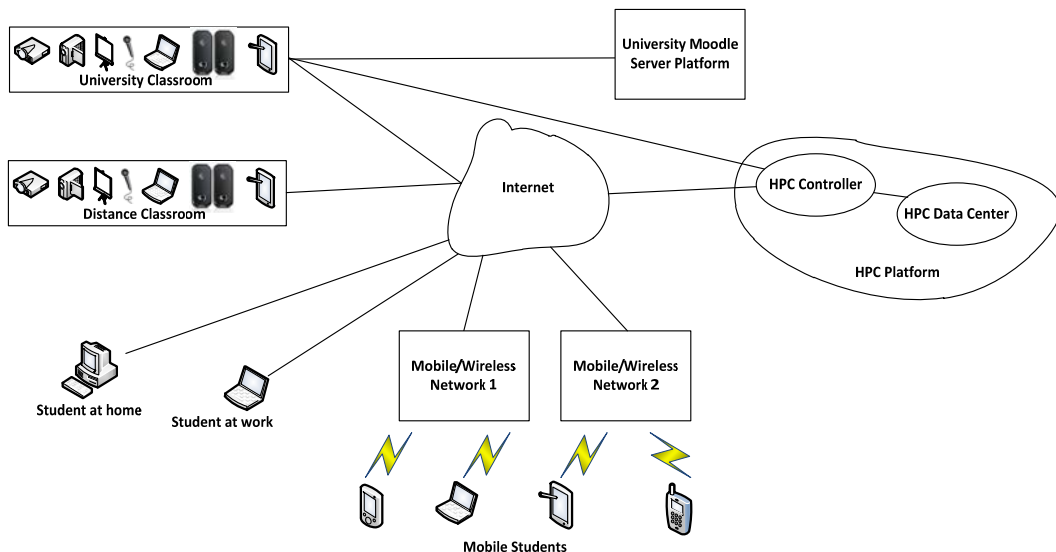 University Classroom
University Moodle
Server Platform
Distance Classroom
Internet
HPC Controller
HPC Data Center
HPC Platform
Student at home
Student at work
Mobile/Wireless
Network 1
Mobile/Wireless
Network 2
Mobile Students